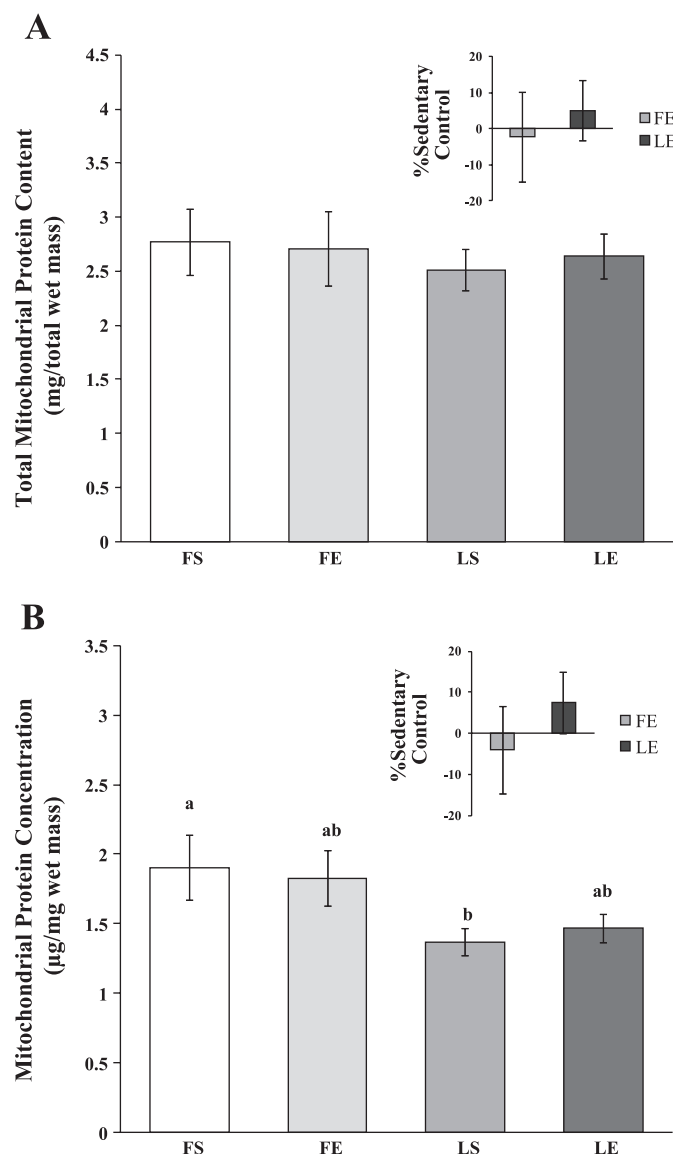 A
Total Mitochondrial Protein Content
(mg/total wet mass)
4.5
4
3.5
3
2.5
2
1.5
1
0.5
0
FS
FE
LS
LE
%Sedentary
Control
20
10
0
-10
-20
FE
LE
B
Mitochondrial Protein Concentration
(µg/mg wet mass)
3.5
3
2.5
2
1.5
1
0.5
0
a
ab
b
ab
FS
FE
LS
LE
%Sedentary
Control
20
10
0
-10
-20
FE
LE